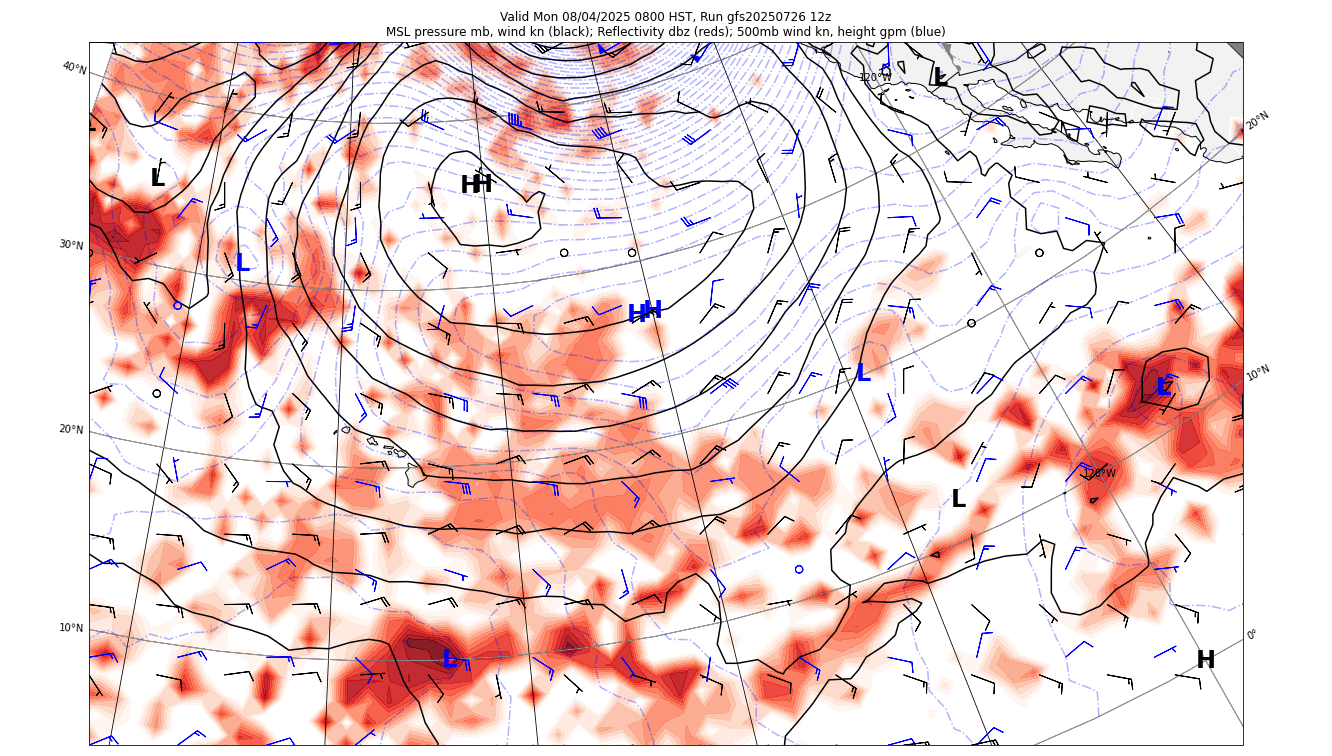 Valid Mon 08/04/2025 0800 HST, Run gfs20250726 12z
MSL pressure mb, wind kn (black); Reflectivity dbz (reds); 500mb wind kn, height gpm (blue)
40°N
120°W
L
20°N
L
H H
30°N
L
H H
L
L
10°N
20°N
120°W
L
10°N
0°
L
H